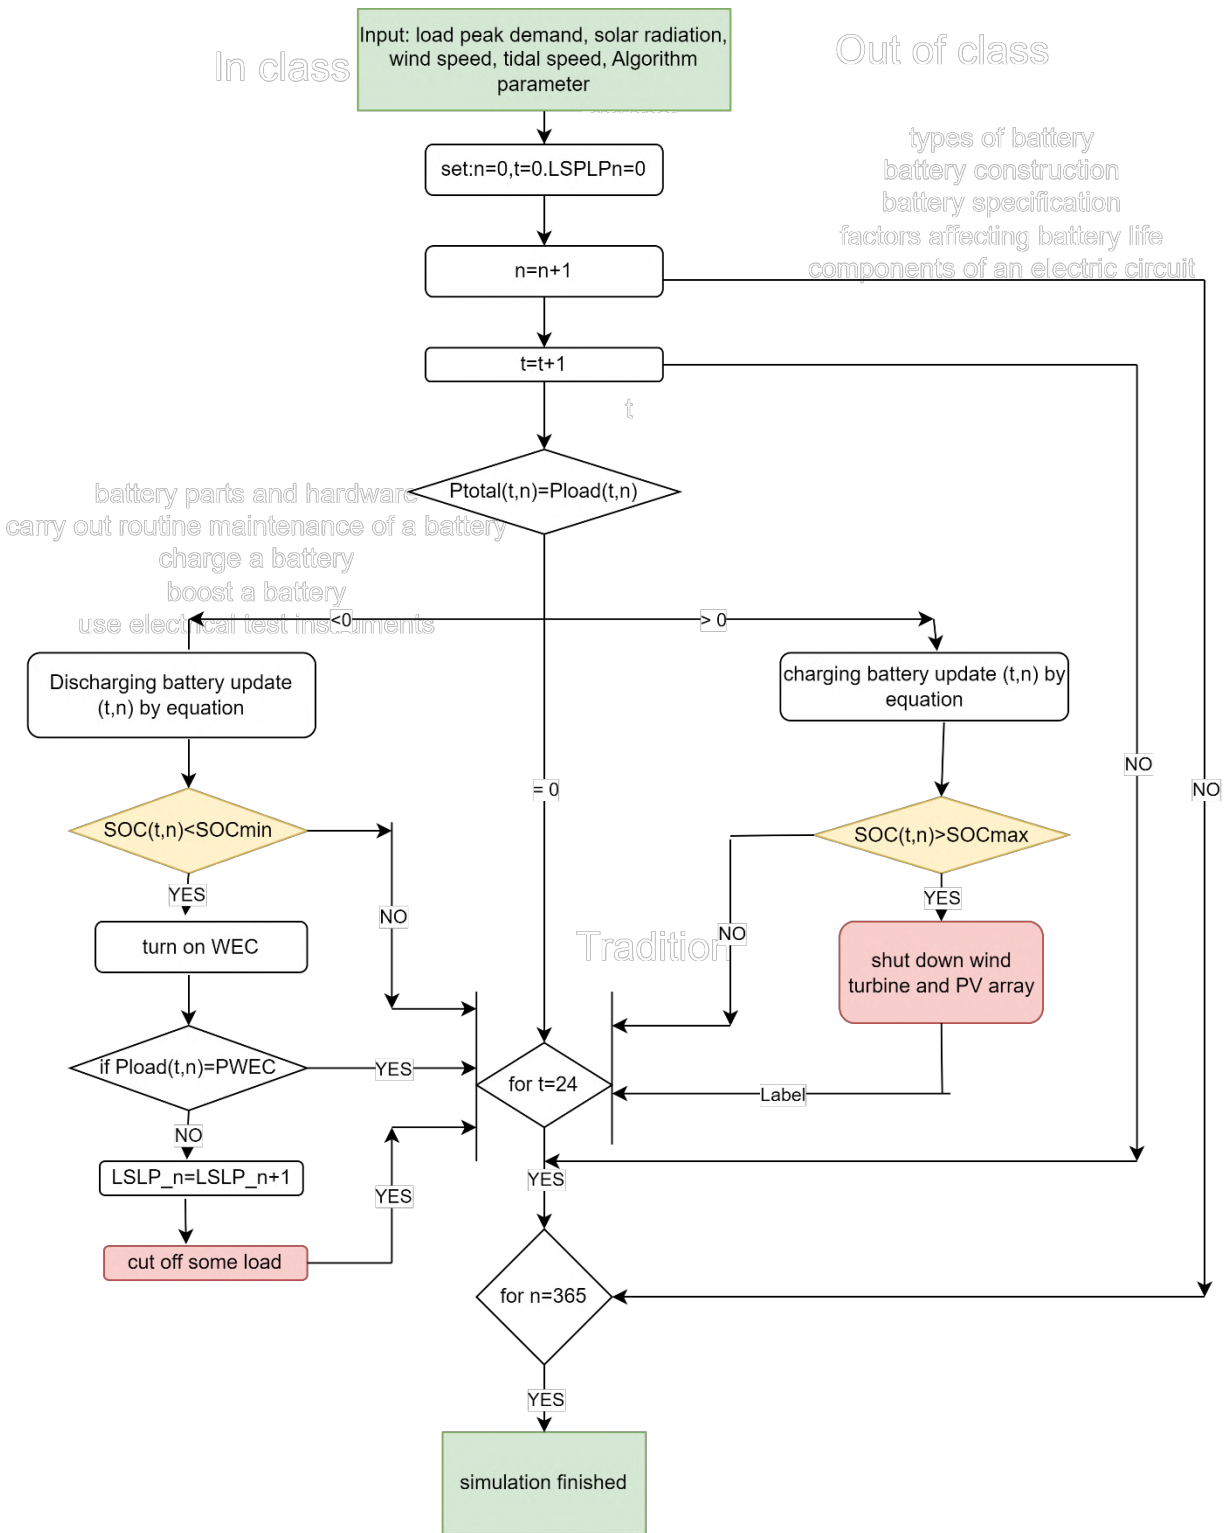 Input: load peak demand, solar radiation,
wind speed, tidal speed, Algorithm
parameter
In class
Out of class
set:n=0,t=0.LSPLPn=0
types of battery
battery construction
battery specification
factors affecting battery life
components of an electric circuit
n=n+1
t=t+1
t
Ptotal(t,n)=Pload(t,n)
battery parts and hardware
carry out routine maintenance of a battery
charge a battery
boost a battery
use electrical test instruments
<0
> 0
Discharging battery update
(t,n) by equation
charging battery update (t,n) by
equation
NO
NO
= 0
SOC(t,n)<SOCmin
SOC(t,n)>SOCmax
YES
YES
NO
NO
turn on WEC
Tradition
shut down wind
turbine and PV array
if Pload(t,n)=PWEC
YES
for t=24
Label
NO
LSLP_n=LSLP_n+1
YES
YES
cut off some load
for n=365
YES
simulation finished